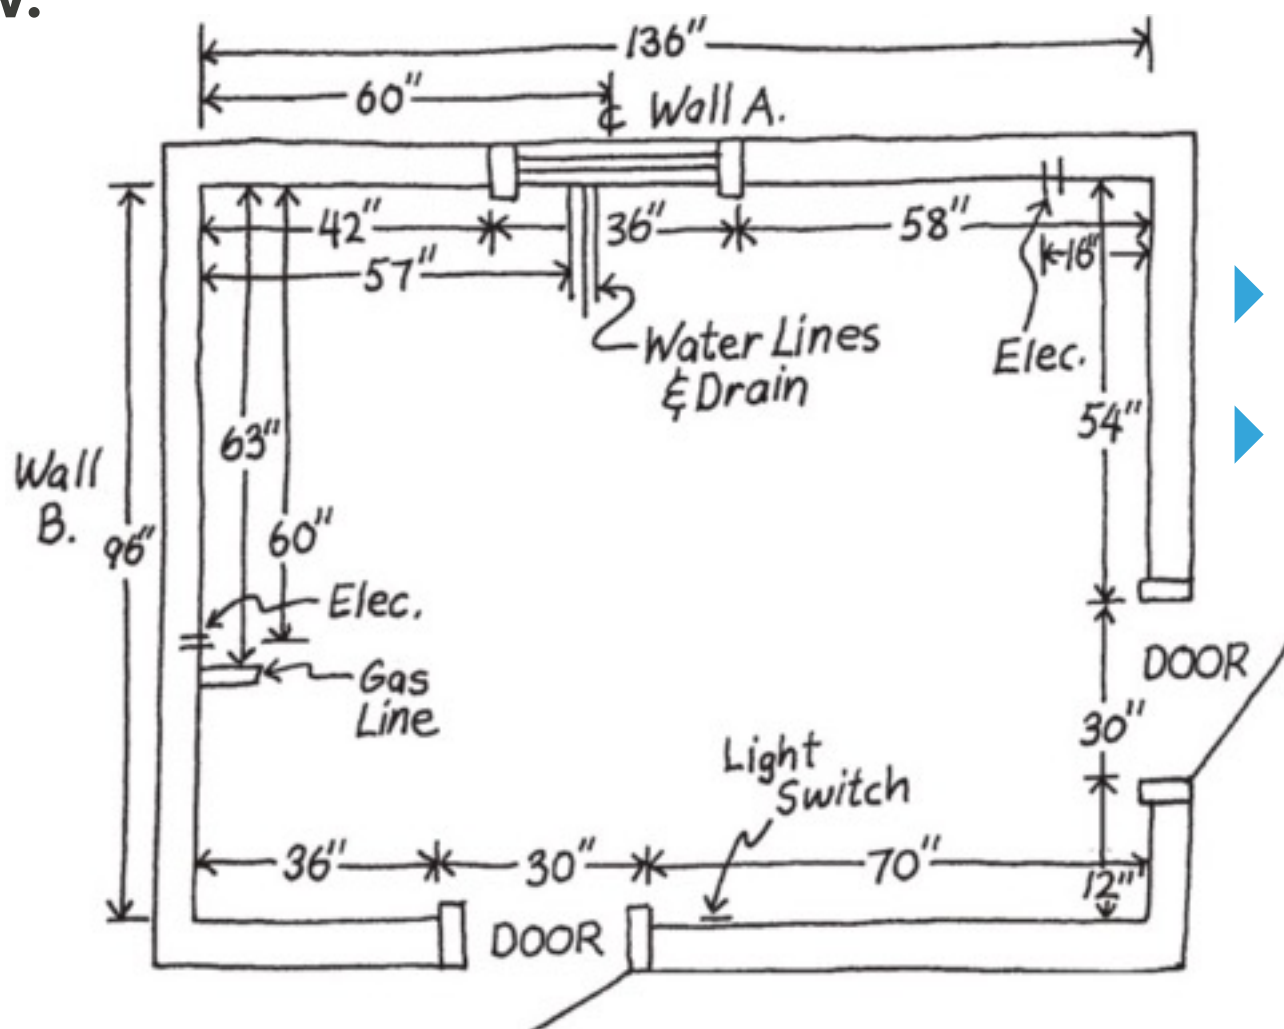 V.
136"
60"
℄ Wall A.
42"
36"
58"
57"
16"
Water Lines
& Drain
Elec.
54"
63"
Wall
B.
96"
60"
Elec.
Gas
Line
DOOR
30"
Light
Switch
36"
30"
70"
12"
DOOR